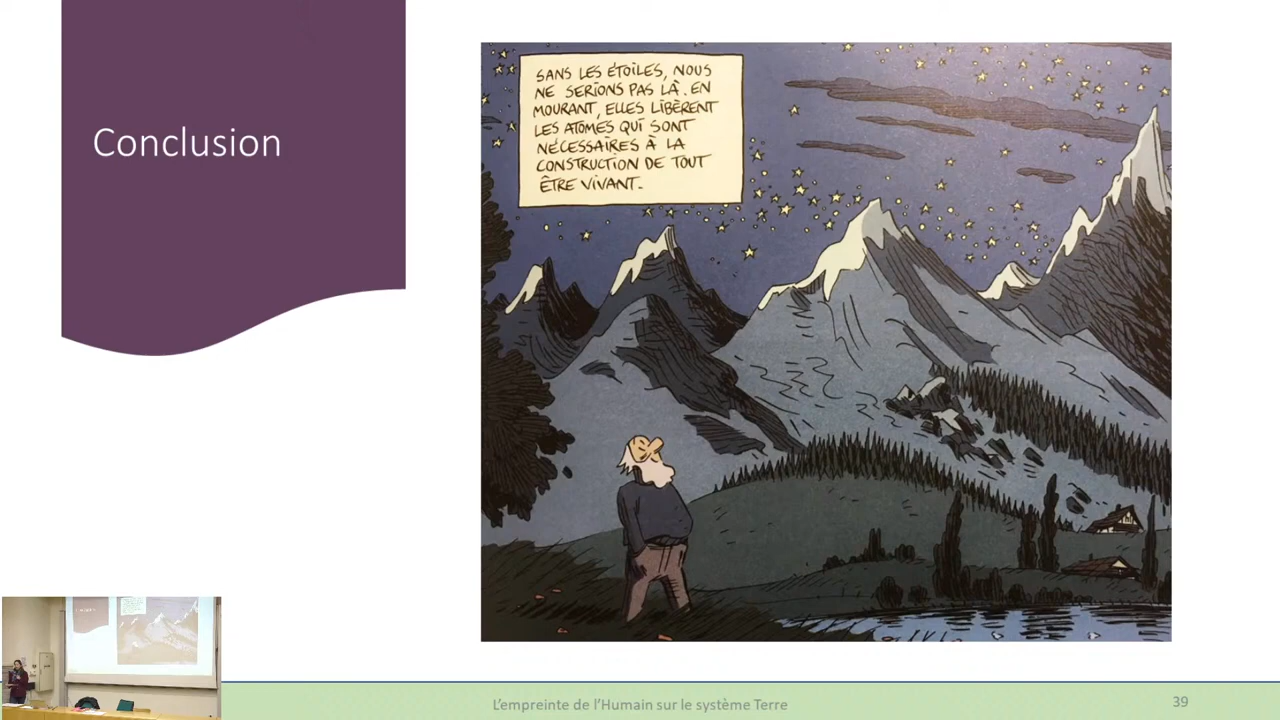 Conclusion
SANS LES ÉTOILES, NOUS
NE SERIONS PAS LÀ. EN
MOURANT, ELLES LIBÈRENT
LES ATOMES QUI SONT
NÉCESSAIRES À LA
CONSTRUCTION DE TOUT
ÊTRE VIVANT.
L'empreinte de l'Humain sur le système Terre
39